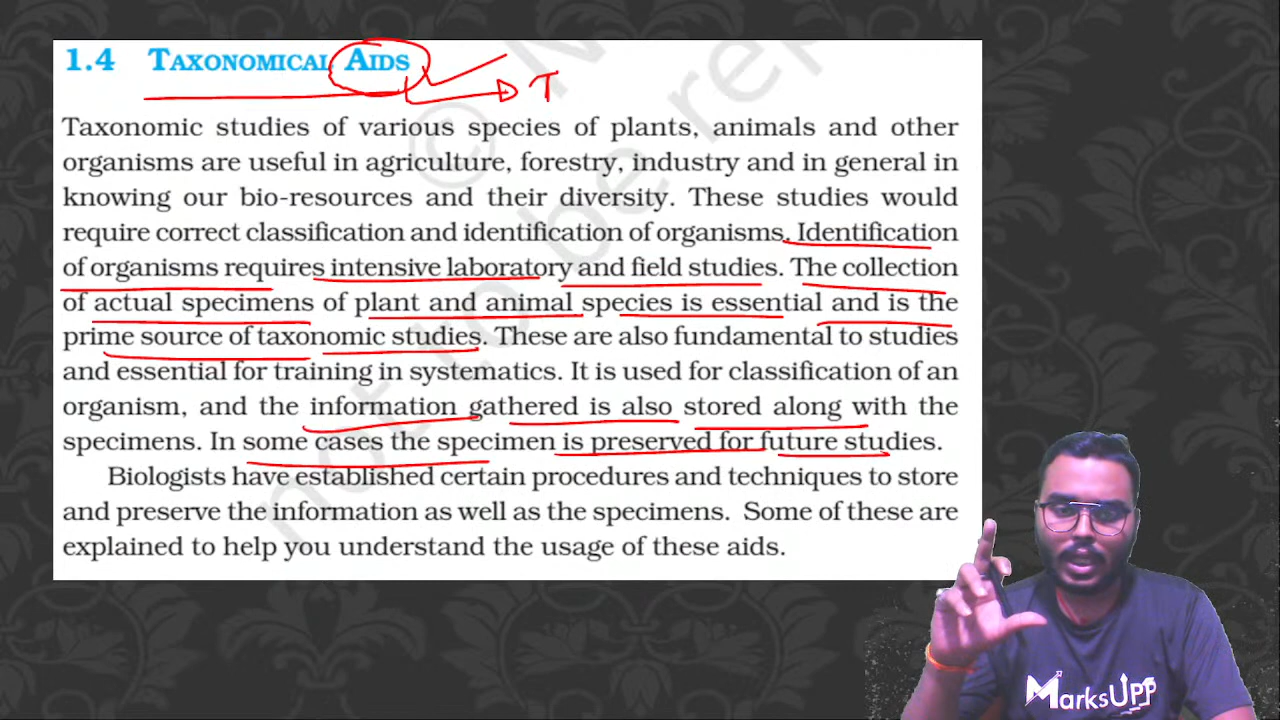 1.4 TAXONOMICAL AIDS
T
Taxonomic studies of various species of plants, animals and other
organisms are useful in agriculture, forestry, industry and in general in
knowing our bio-resources and their diversity. These studies would
require correct classification and identification of organisms. Identification
of organisms requires intensive laboratory and field studies. The collection
of actual specimens of plant and animal species is essential and is the
prime source of taxonomic studies. These are also fundamental to studies
and essential for training in systematics. It is used for classification of an
organism, and the information gathered is also stored along with the
specimens. In some cases the specimen is preserved for future studies.
Biologists have established certain procedures and techniques to store
and preserve the information as well as the specimens. Some of these are
explained to help you understand the usage of these aids.
MarksUPP
© N
not to be rep